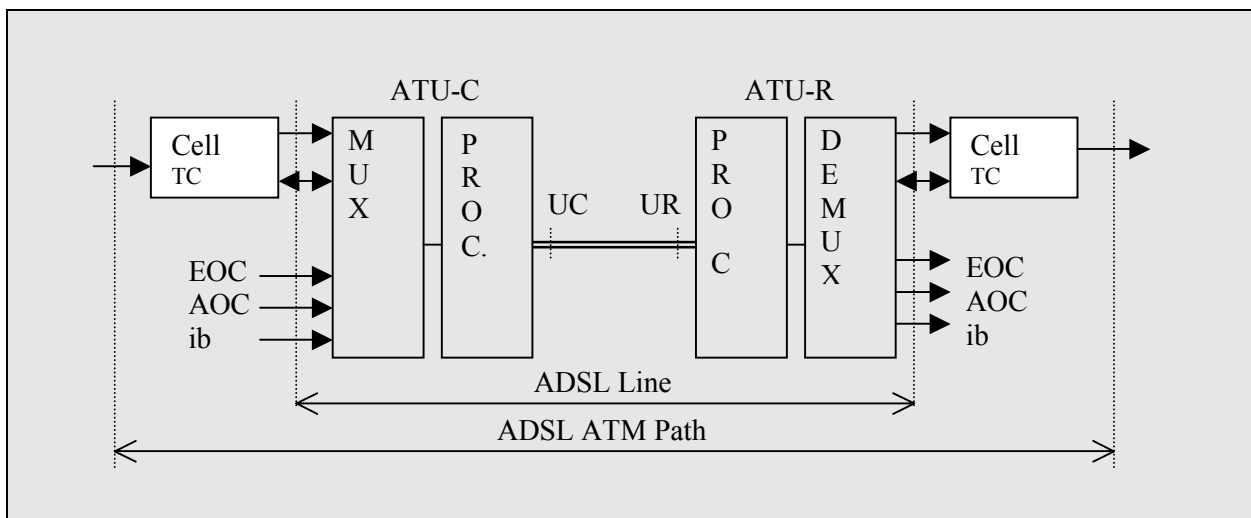 ATU-C
ATU-R
Cell
TC
M
U
X
P
R
O
C.
UC
UR
P
R
O
C
D
E
M
U
X
Cell
TC
EOC
AOC
ib
EOC
AOC
ib
ADSL Line
ADSL ATM Path